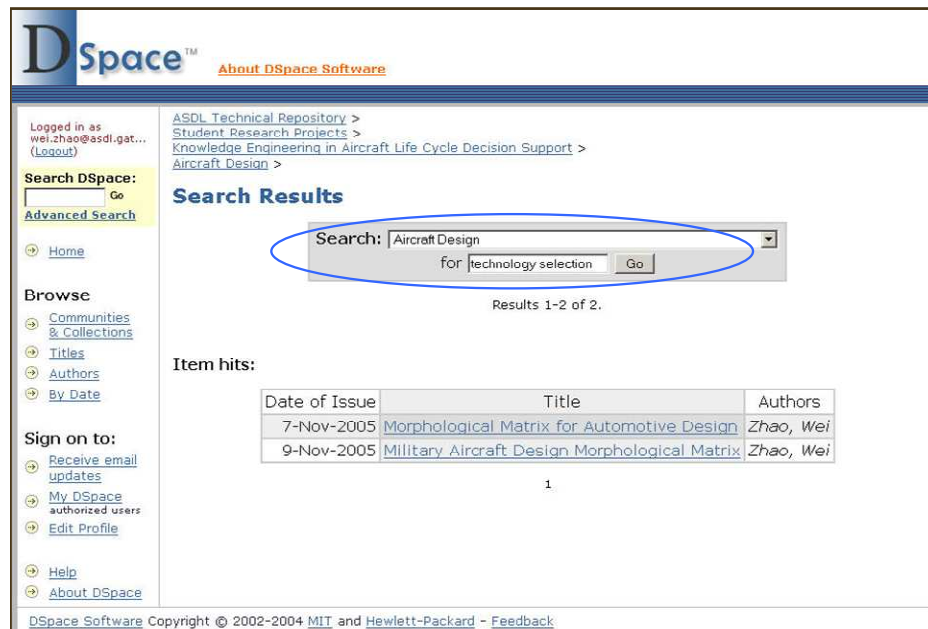 DSpace™
About DSpace Software
Logged in as
wei.zhao@asdl.gat...
(Logout)
Search DSpace:
Go
Advanced Search
Home
Browse
Communities
& Collections
Titles
Authors
By Date
Sign on to:
Receive email
updates
My DSpace
authorized users
Edit Profile
Help
About DSpace
ASDL Technical Repository >
Student Research Projects >
Knowledge Engineering in Aircraft Life Cycle Decision Support >
Aircraft Design >
Search Results
Search: Aircraft Design
for technology selection Go
Results 1-2 of 2.
Item hits:
Date of Issue Title Authors
7-Nov-2005 Morphological Matrix for Automotive Design Zhao, Wei
9-Nov-2005 Military Aircraft Design Morphological Matrix Zhao, Wei
1
DSpace Software Copyright © 2002-2004 MIT and Hewlett-Packard - Feedback